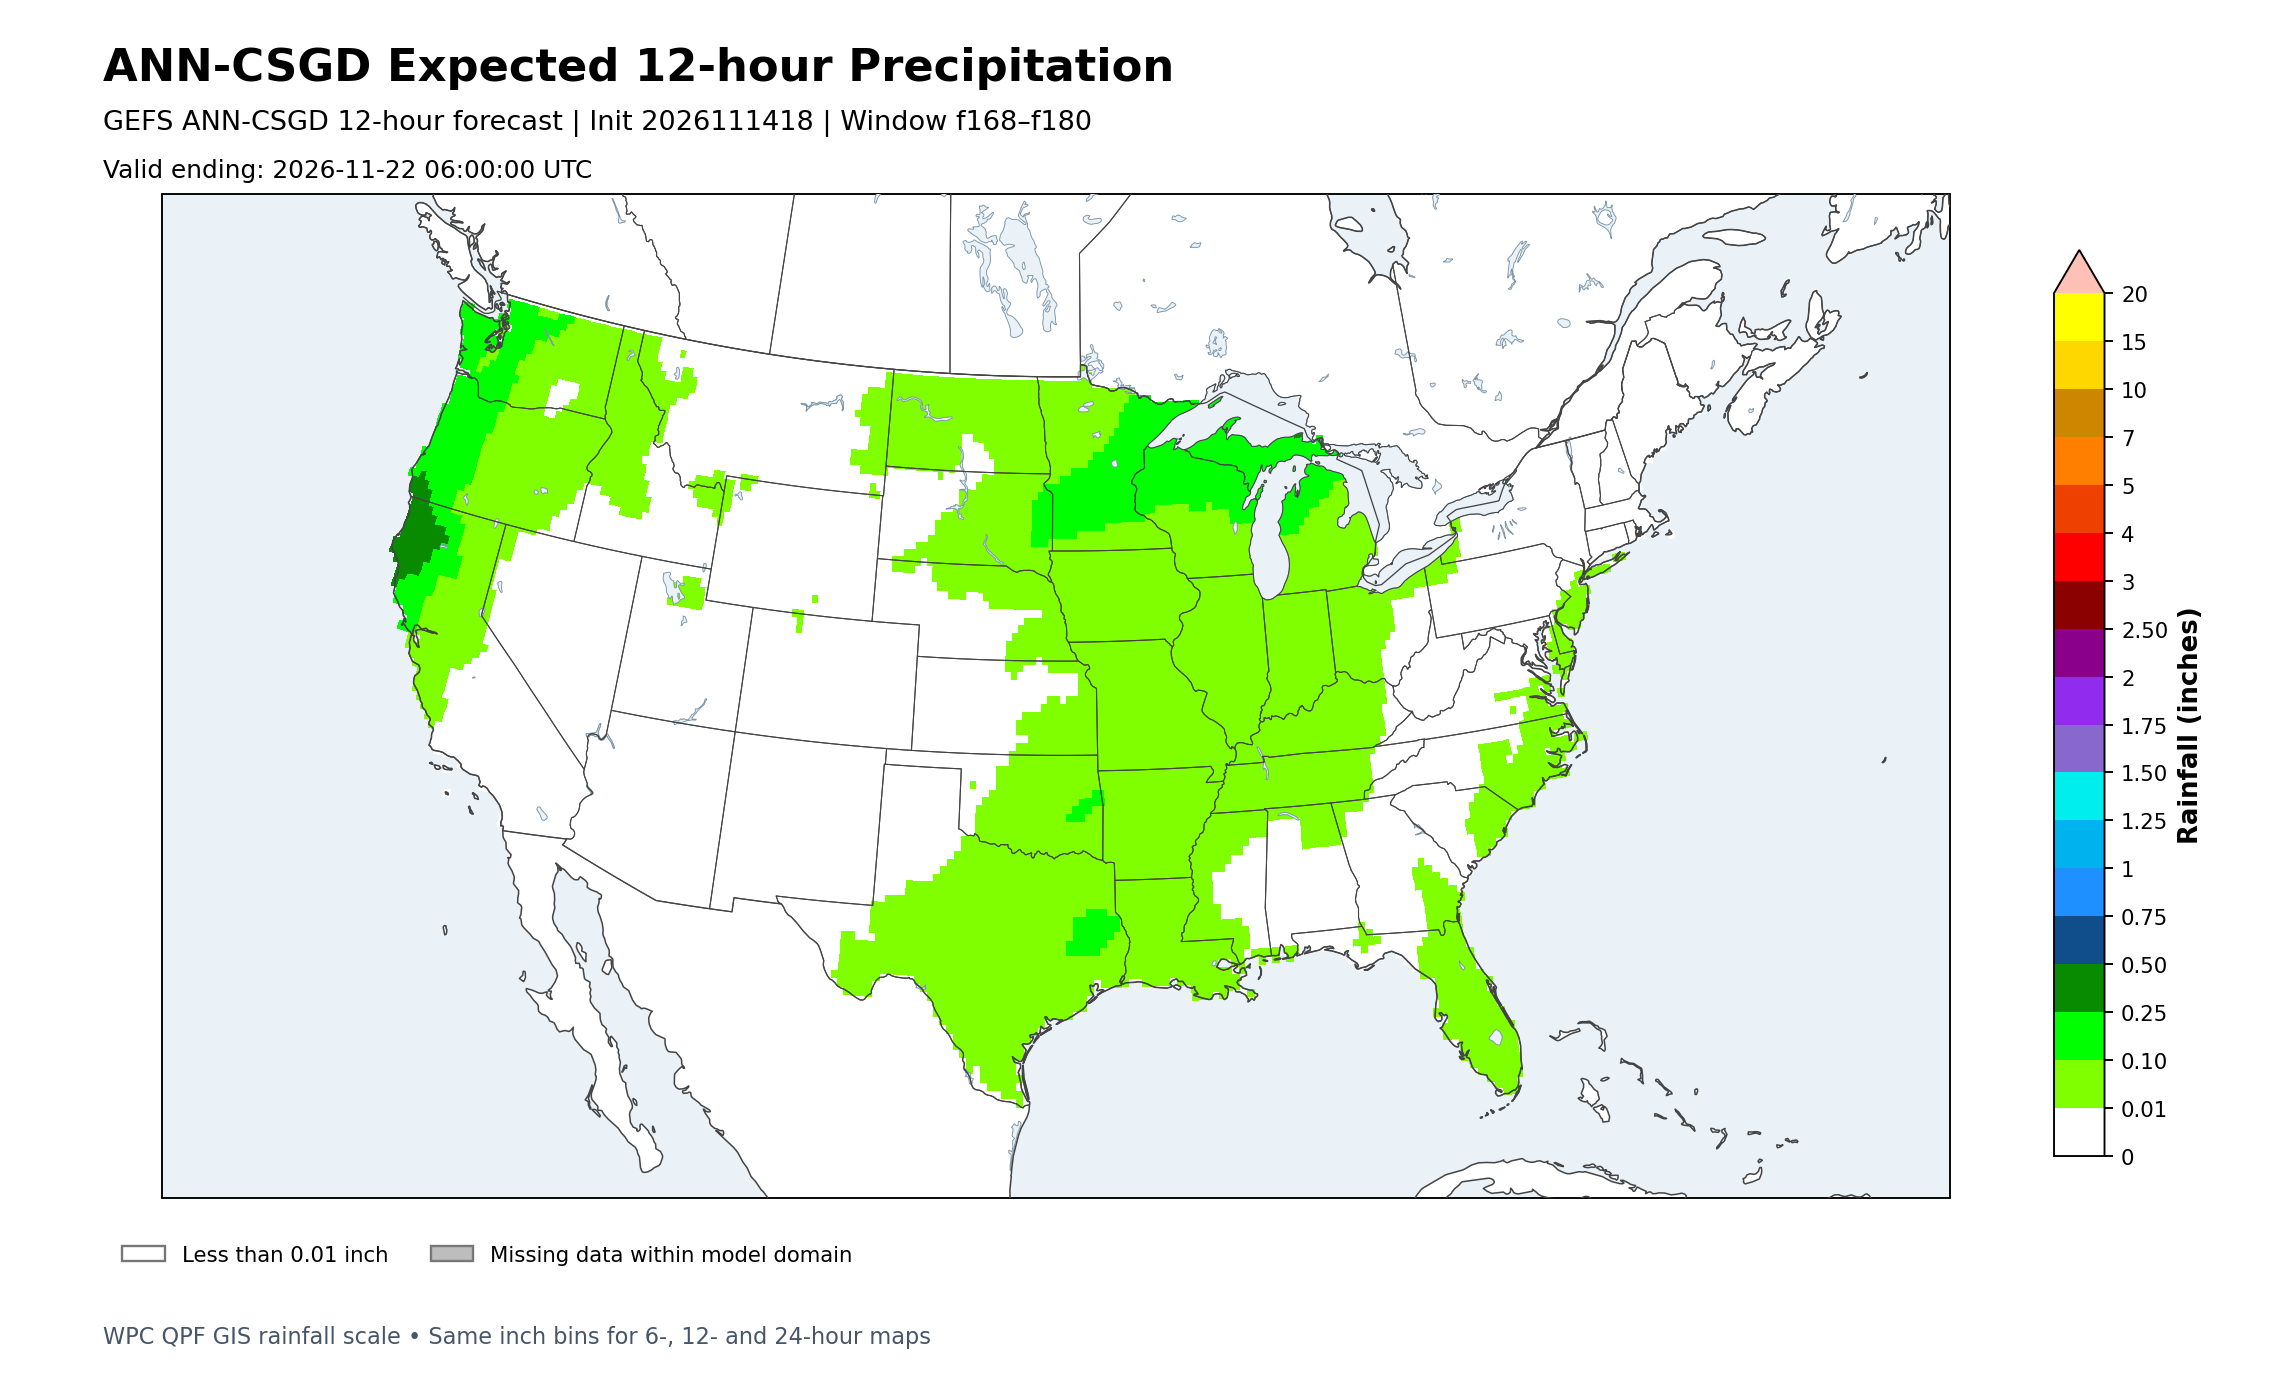 ANN-CSGD Expected 12-hour Precipitation
GEFS ANN-CSGD 12-hour forecast | Init 2026111418 | Window f168–f180
Valid ending: 2026-11-22 06:00:00 UTC
20
15
10
7
5
4
3
2.50
2
1.75
1.50
1.25
1
0.75
0.50
0.25
0.10
0.01
0
Rainfall (inches)
Less than 0.01 inch
Missing data within model domain
WPC QPF GIS rainfall scale • Same inch bins for 6-, 12- and 24-hour maps